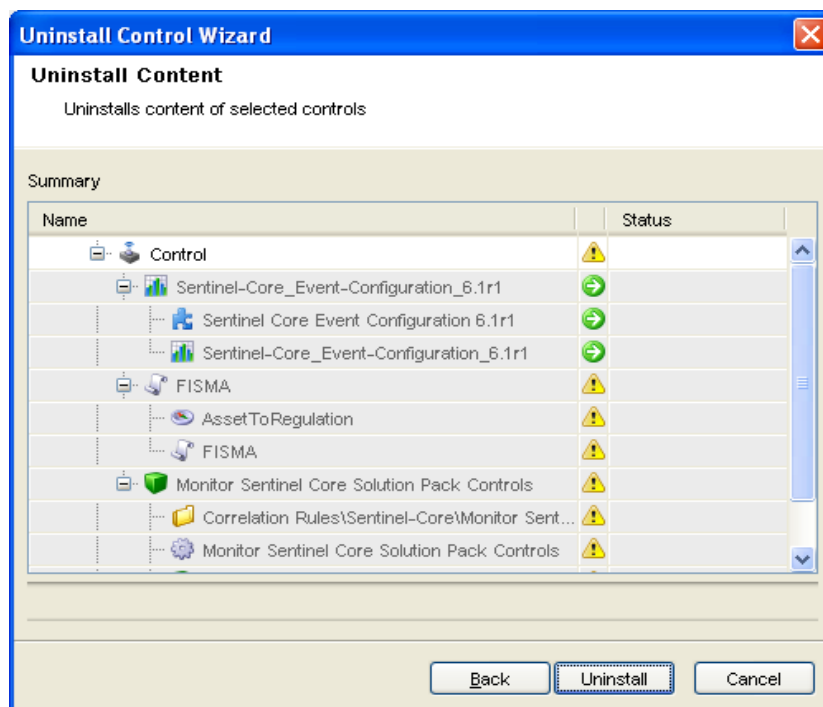 Uninstall Control Wizard
Uninstall Content
Uninstalls content of selected controls
Summary
Name Status
Control
Sentinel-Core_Event-Configuration_6.1r1
Sentinel Core Event Configuration 6.1r1
Sentinel-Core_Event-Configuration_6.1r1
FISMA
AssetToRegulation
FISMA
Monitor Sentinel Core Solution Pack Controls
Correlation Rules\Sentinel-Core\Monitor Sent...
Monitor Sentinel Core Solution Pack Controls
Back Uninstall Cancel